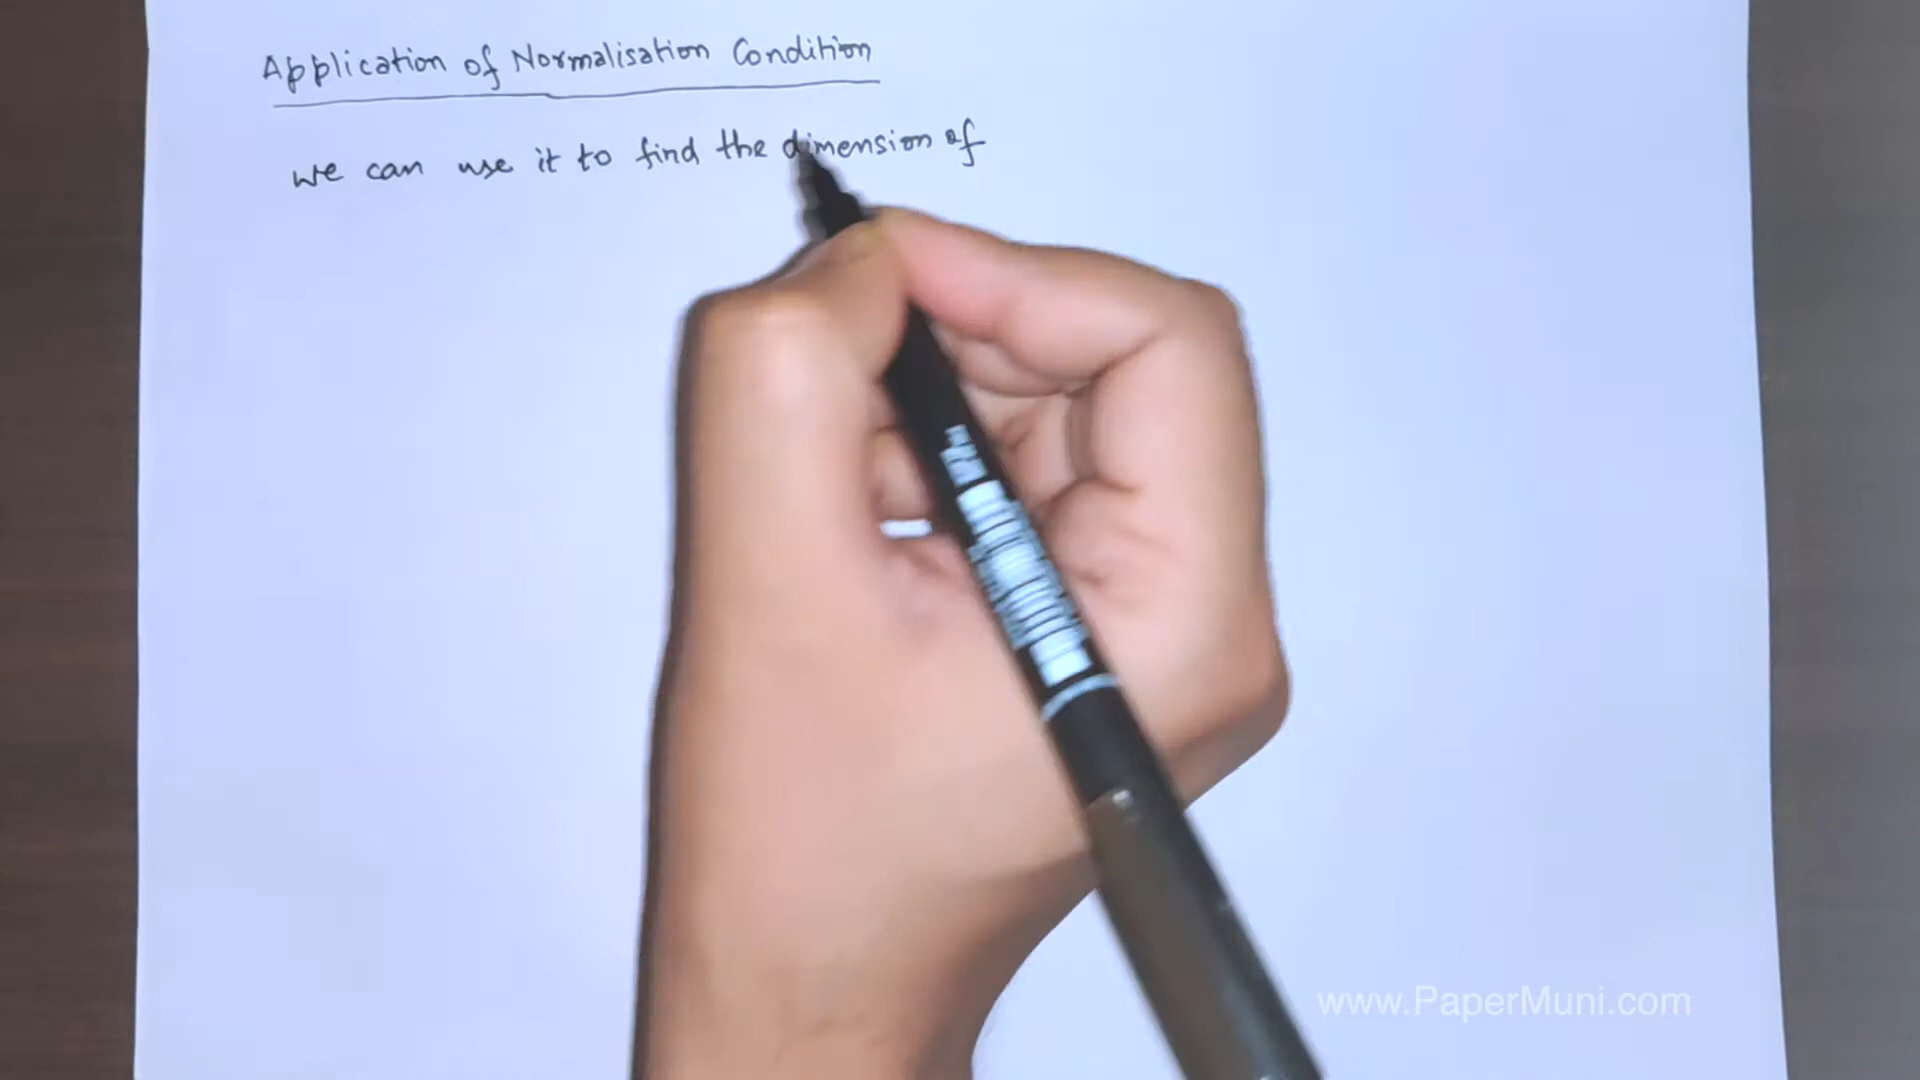 Application of Normalisation Condition
we can use it to find the dimension of
www.PaperMuni.com